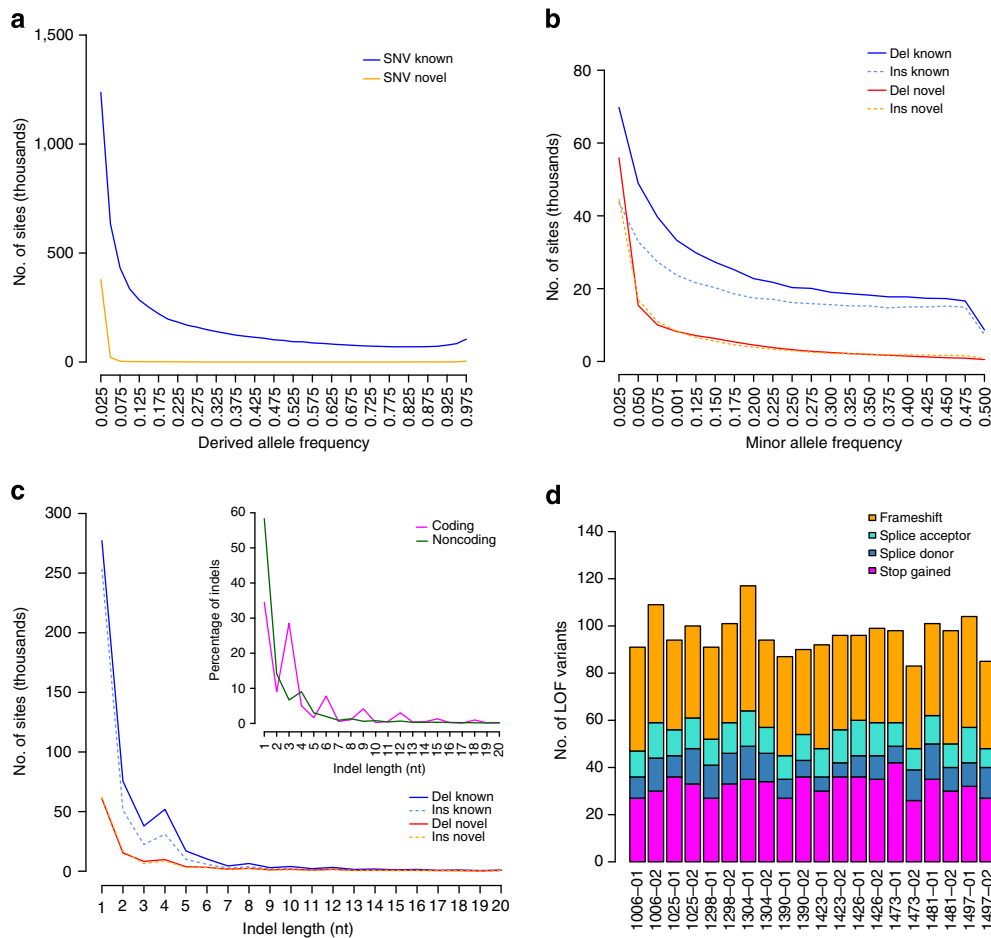 a
1,500
1,000
500
0
No. of sites (thousands)
SNV known
SNV novel
0.025
0.075
0.125
0.175
0.225
0.275
0.325
0.375
0.425
0.475
0.525
0.575
0.625
0.675
0.725
0.775
0.825
0.875
0.925
0.975
Derived allele frequency
b
80
60
40
20
0
No. of sites (thousands)
Del known
Ins known
Del novel
Ins novel
0.025
0.050
0.075
0.001
0.125
0.150
0.175
0.200
0.225
0.250
0.275
0.300
0.325
0.350
0.375
0.400
0.425
0.450
0.475
0.500
Minor allele frequency
c
300
250
200
150
100
50
0
No. of sites (thousands)
60
50
40
30
20
10
0
Percentage of indels
Coding
Noncoding
1 2 3 4 5 6 7 8 9 10 11 12 13 14 15 16 17 18 19 20
Indel length (nt)
Del known
Ins known
Del novel
Ins novel
1 2 3 4 5 6 7 8 9 10 11 12 13 14 15 16 17 18 19 20
Indel length (nt)
d
140
120
100
80
60
40
20
0
No. of LOF variants
Frameshift
Splice acceptor
Splice donor
Stop gained
1006–01
1006–02
1025–01
1025–02
1298–01
1298–02
1304–01
1304–02
1390–01
1390–02
1423–01
1423–02
1426–01
1426–02
1473–01
1473–02
1481–01
1481–02
1497–01
1497–02